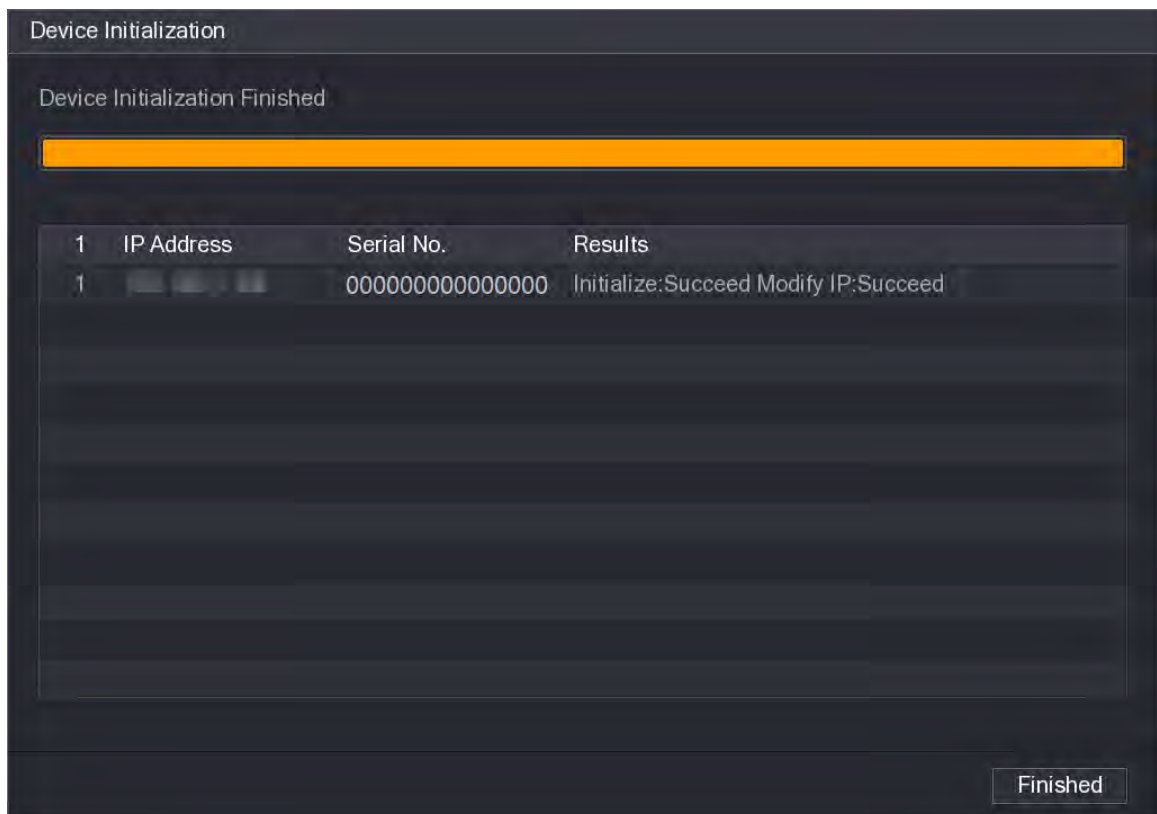 Device Initialization
Device Initialization Finished
1 IP Address Serial No. Results
1 000000000000000 Initialize:Succeed Modify IP:Succeed
Finished